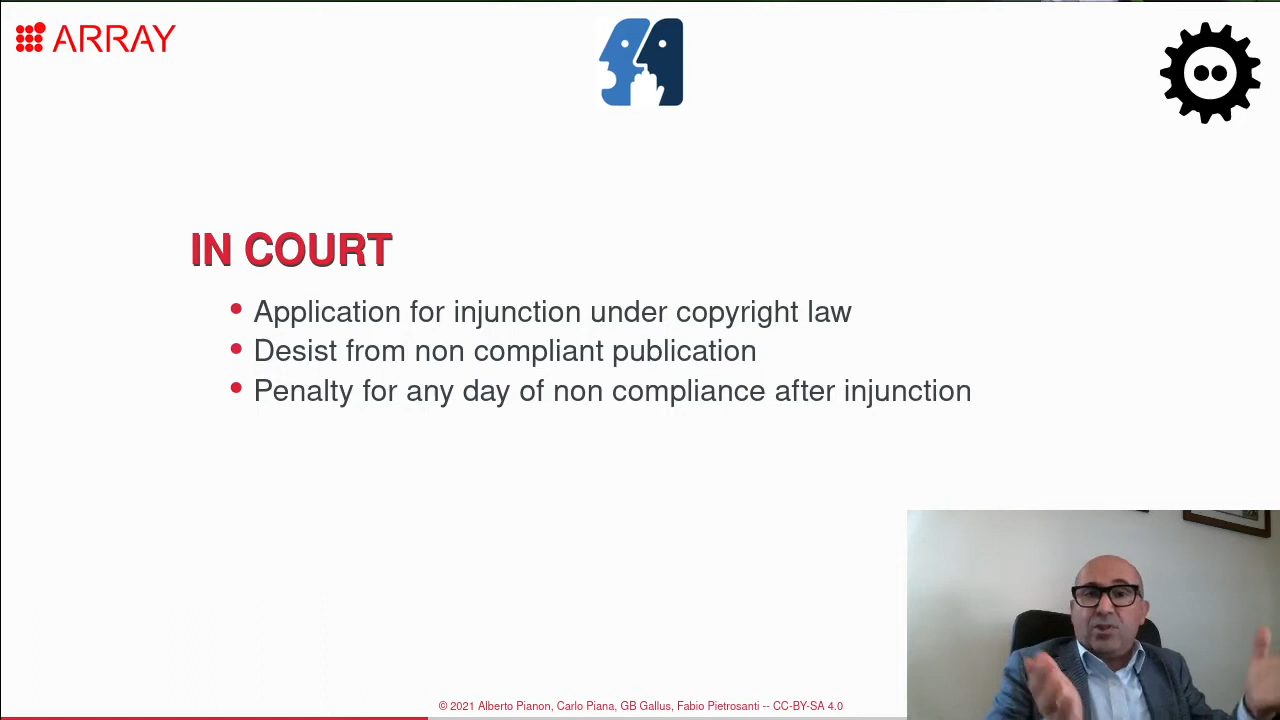 ARRAY
IN COURT
Application for injunction under copyright law
Desist from non compliant publication
Penalty for any day of non compliance after injunction
© 2021 Alberto Pianon, Carlo Piana, GB Gallus, Fabio Pietrosanti -- CC-BY-SA 4.0